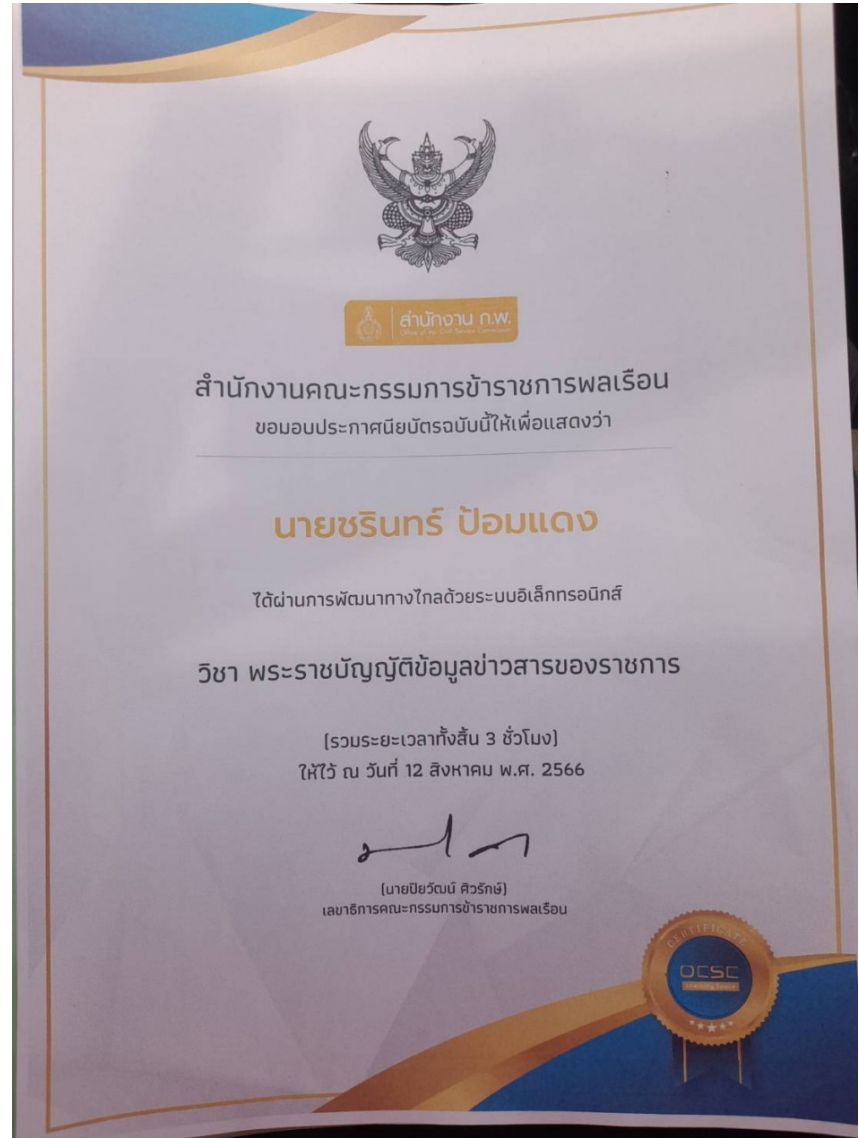 สำนักงาน ก.พ.
Office of the Civil Service Commission
สำนักงานคณะกรรมการข้าราชการพลเรือน
ขอมอบประกาศนียบัตรฉบับนี้ให้เพื่อแสดงว่า
นายชรินทร์ ป้อมแดง
ได้ผ่านการพัฒนาทางไกลด้วยระบบอิเล็กทรอนิกส์
วิชา พระราชบัญญัติข้อมูลข่าวสารของราชการ
(รวมระยะเวลาทั้งสิ้น 3 ชั่วโมง)
ให้ไว้ ณ วันที่ 12 สิงหาคม พ.ศ. 2566
(นายปิยวัฒน์ ศิวรักษ์)
เลขาธิการคณะกรรมการข้าราชการพลเรือน
CERTIFICATE
OCSC
Learning Space